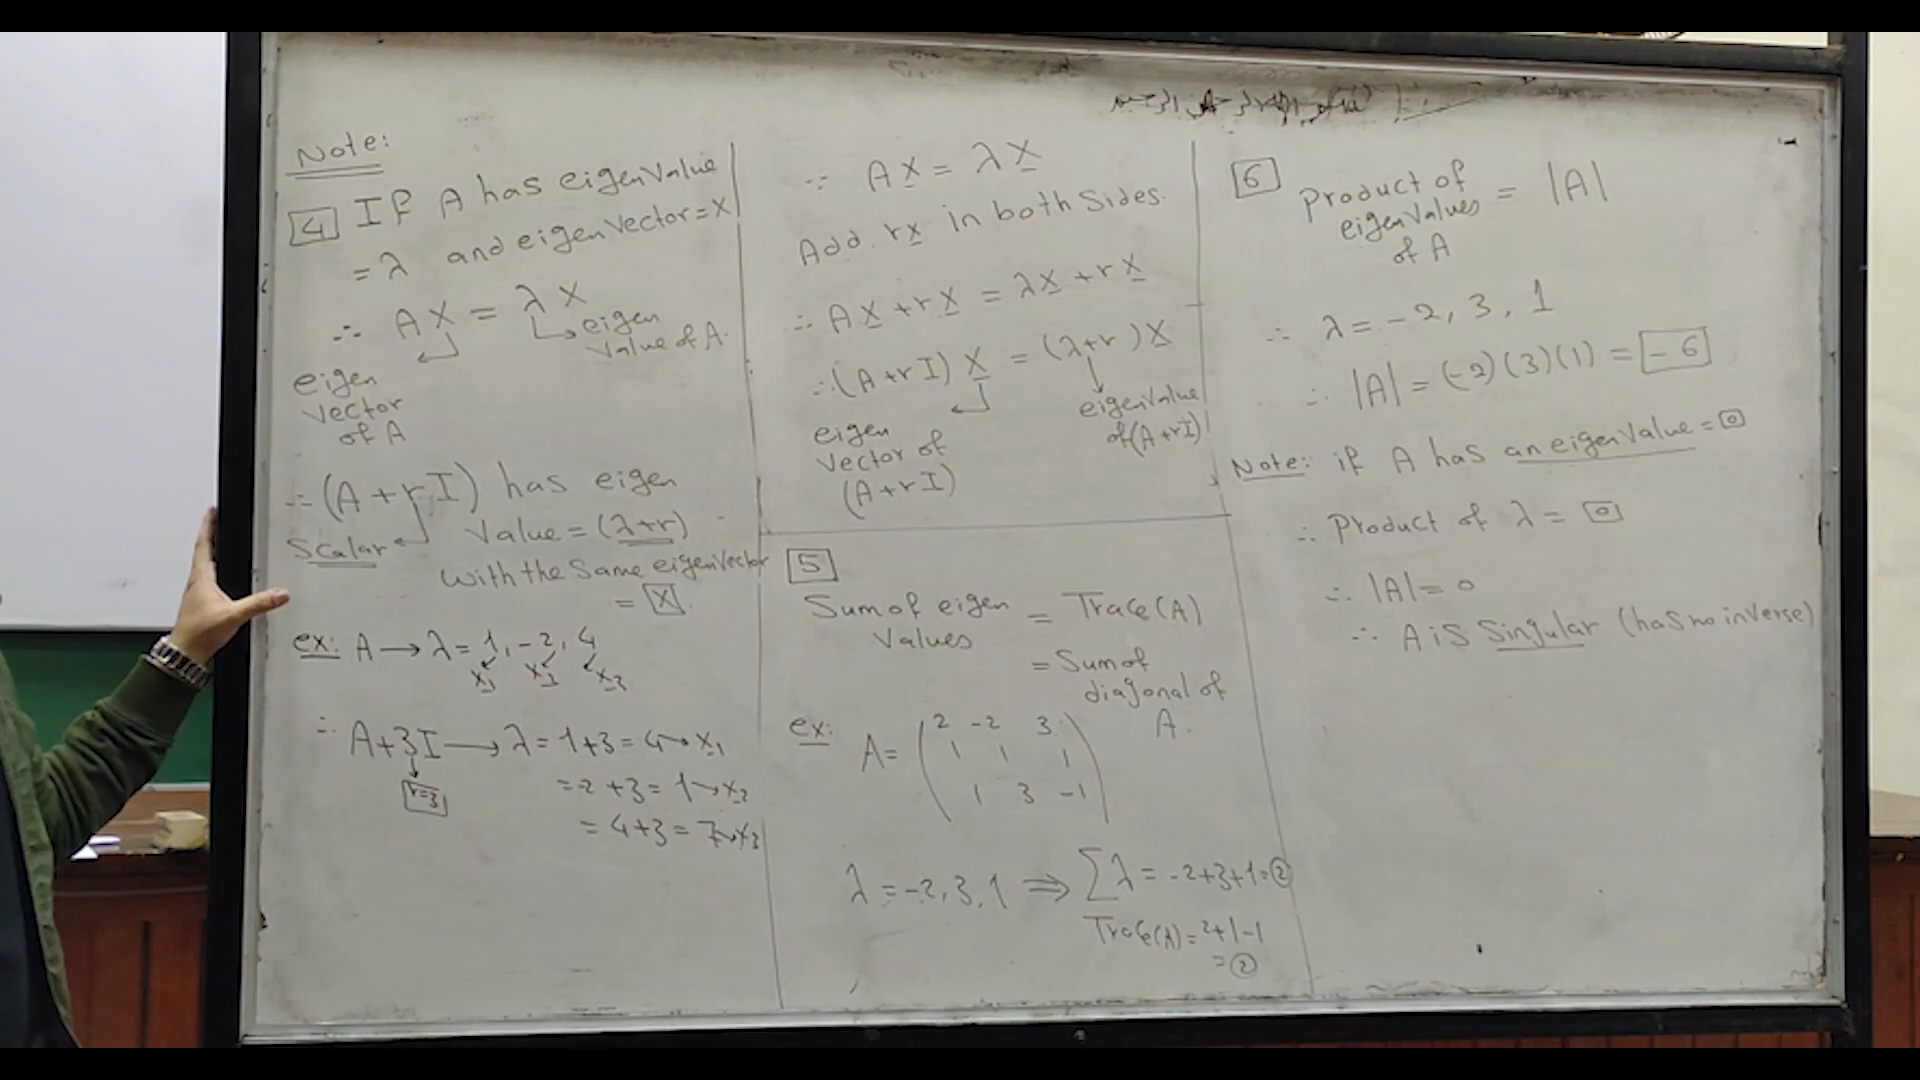 Note:
4 If A has eigenValue
= λ and eigenVector = X
∴ AX = λX
eigen
value of A.
eigen
vector
of A
∴ (A + rI) has eigen
Scalar Value = (λ+r)
with the same eigenvector
= X.
ex: A → λ = 1, -2, 4
x1 x2 x3
∴ A+3I → λ = 1+3 = 4 → x1
r=3
= -2 + 3 = 1 → x2
= 4+3 = 7 → x3
∵ AX = λX
Add rx in both Sides.
∴ AX + rX = λX + rX
∴ (A + rI) X = (λ+r) X
eigen
Vector of
(A + rI)
eigenValue
of (A+rI)
5
Sum of eigen Values = Trace(A)
= Sum of
diagonal of
A.
ex: A = ( 2 -2 3
1 1 1
1 3 -1 )
λ = -2, 3, 1 ⇒ ∑λ = -2+3+1 = 2
Trace(A) = 2+1-1
= 2
6 Product of
eigenValues = |A|
of A
∴ λ = -2, 3, 1
∴ |A| = (-2)(3)(1) = -6
Note: if A has an eigenValue = 0
∴ Product of λ = 0
∴ |A| = 0
∴ A is Singular (has no inverse)